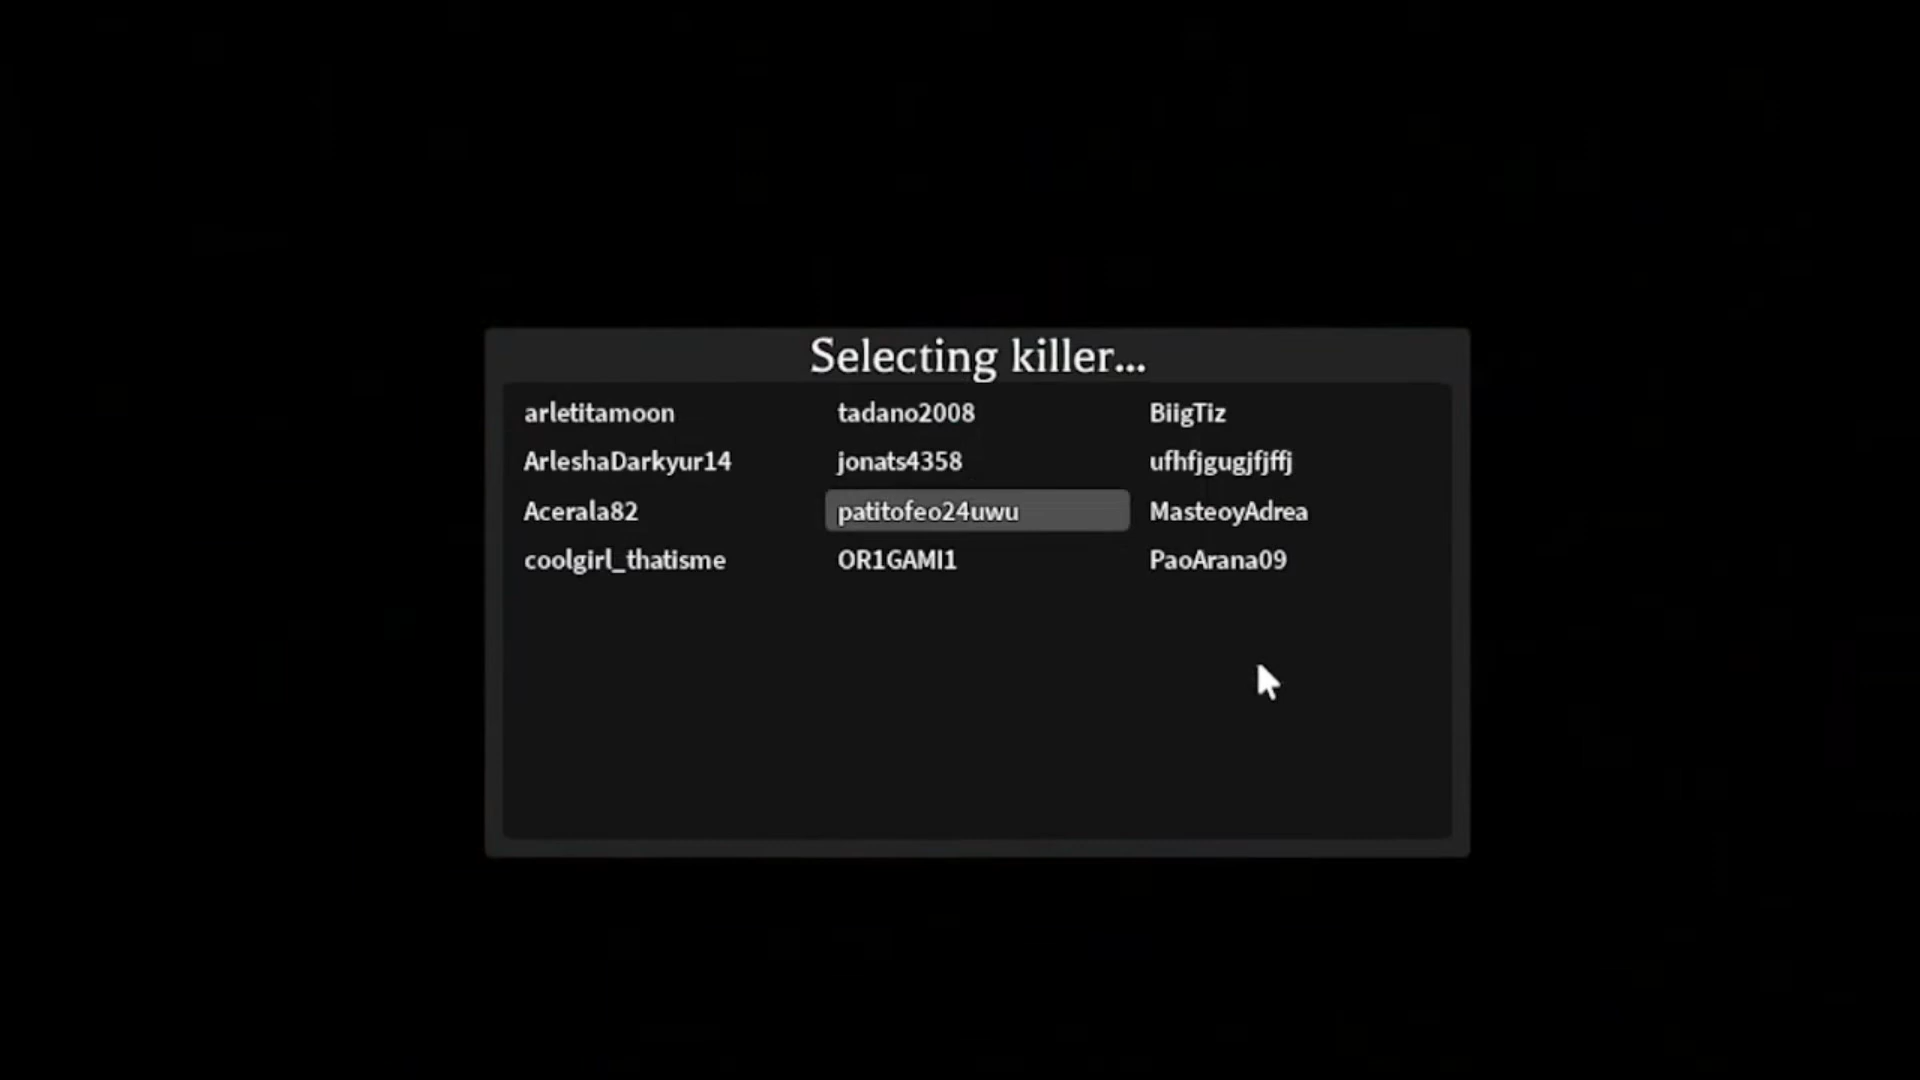 Selecting killer...
arletitamoon tadano2008 BiigTiz
ArleshaDarkyur14 jonats4358 ufhfjgugjfjffj
Acerala82 patitofeo24uwu MasteoyAdrea
coolgirl_thatisme OR1GAMI1 PaoArana09